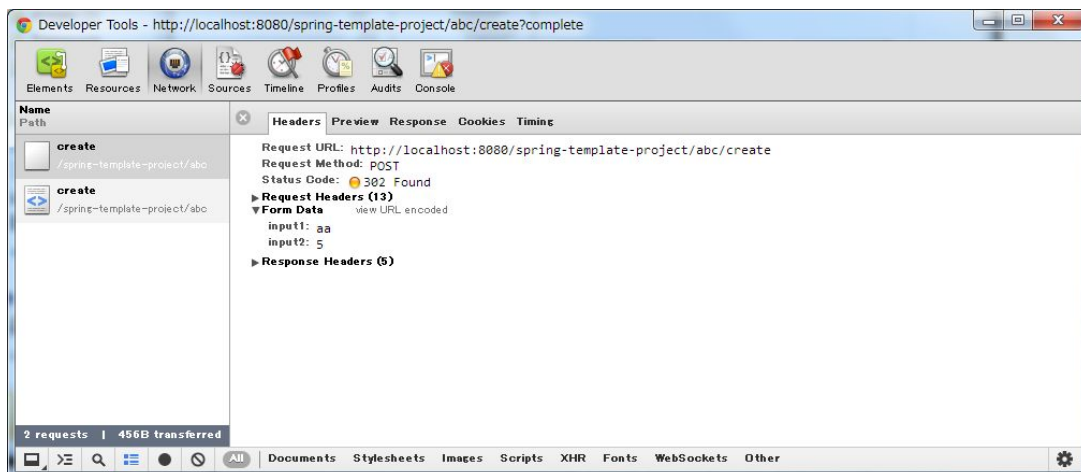 Developer Tools - http://localhost:8080/spring-template-project/abc/create?complete
Elements Resources Network Sources Timeline Profiles Audits Console
Name
Path
Headers Preview Response Cookies Timing
create
/spring-template-project/abc
create
/spring-template-project/abc
Request URL: http://localhost:8080/spring-template-project/abc/create
Request Method: POST
Status Code: 302 Found
Request Headers (13)
Form Data view URL encoded
input1: aa
input2: 5
Response Headers (5)
2 requests | 456B transferred
All Documents Stylesheets Images Scripts XHR Fonts WebSockets Other